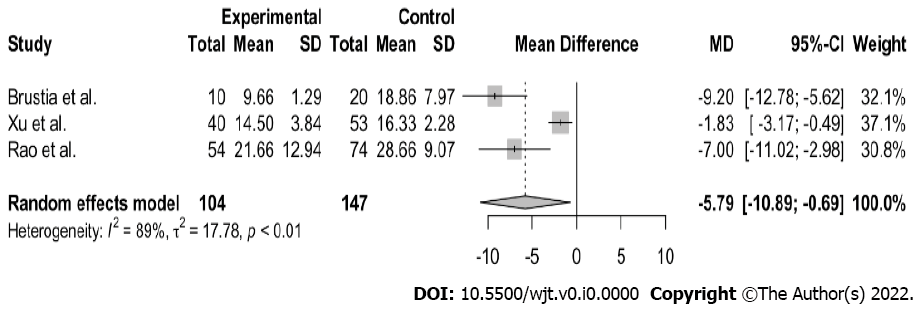 Experimental Control
Study Total Mean SD Total Mean SD Mean Difference MD 95%-CI Weight
Brustia et al. 10 9.66 1.29 20 18.86 7.97 -9.20 [-12.78; -5.62] 32.1%
Xu et al. 40 14.50 3.84 53 16.33 2.28 -1.83 [ -3.17; -0.49] 37.1%
Rao et al. 54 21.66 12.94 74 28.66 9.07 -7.00 [-11.02; -2.98] 30.8%
Random effects model 104 147 -5.79 [-10.89; -0.69] 100.0%
Heterogeneity: I² = 89%, τ² = 17.78, p < 0.01
-10 -5 0 5 10
DOI: 10.5500/wjt.v0.i0.0000 Copyright ©The Author(s) 2022.